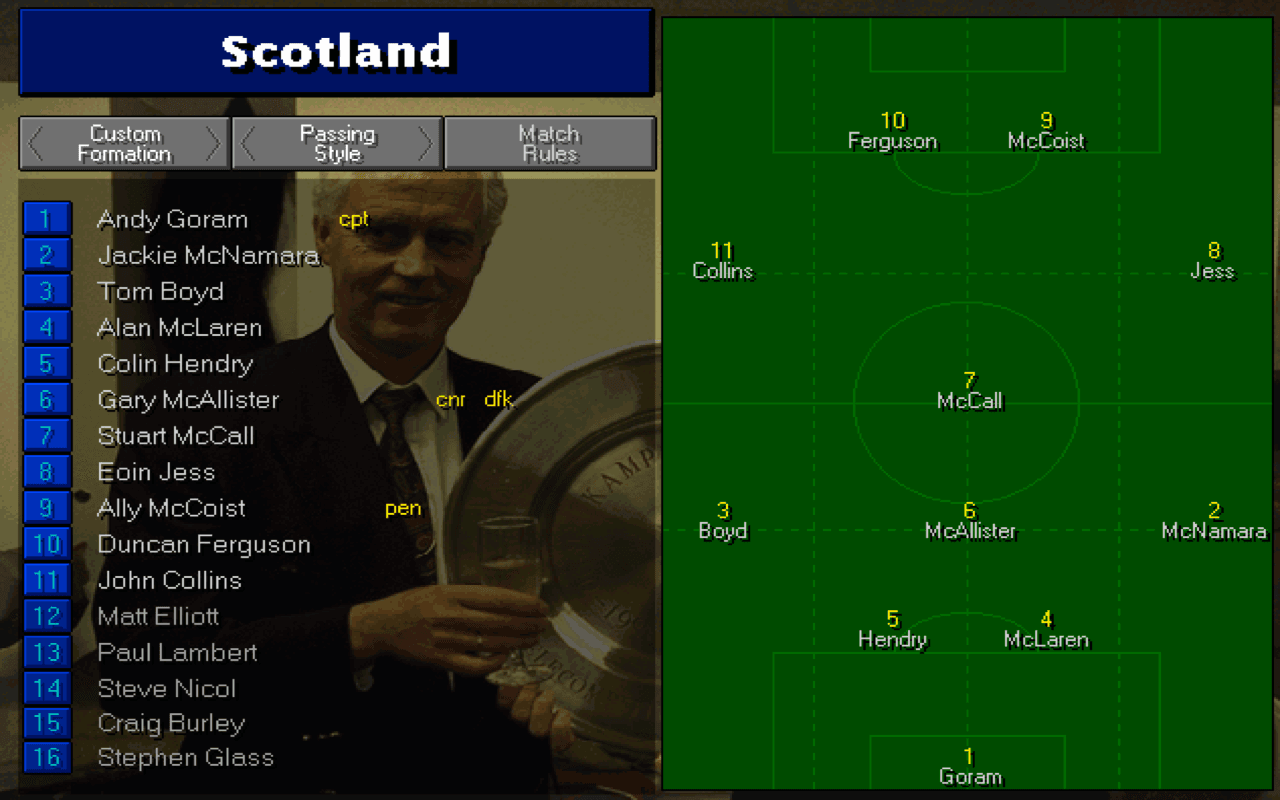 Scotland
Custom
Formation
Passing
Style
Match
Rules
1 Andy Goram cpt
2 Jackie McNamara
3 Tom Boyd
4 Alan McLaren
5 Colin Hendry
6 Gary McAllister cnr dfk
7 Stuart McCall
8 Eoin Jess
9 Ally McCoist pen
10 Duncan Ferguson
11 John Collins
12 Matt Elliott
13 Paul Lambert
14 Steve Nicol
15 Craig Burley
16 Stephen Glass
KAMP
10
Ferguson
9
McCoist
11
Collins
8
Jess
7
McCall
3
Boyd
6
McAllister
2
McNamara
5
Hendry
4
McLaren
1
Goram